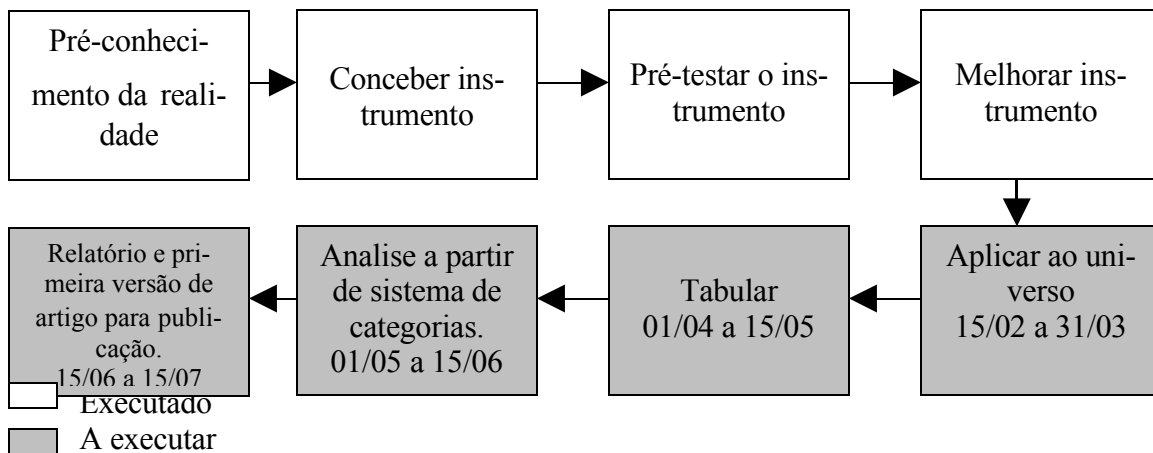 Pré-conheci-
mento da reali-
dade
Conceber ins-
trumento
Pré-testar o ins-
trumento
Melhorar ins-
trumento
Aplicar ao uni-
verso
15/02 a 31/03
Tabular
01/04 a 15/05
Analise a partir
de sistema de
categorias.
01/05 a 15/06
Relatório e pri-
meira versão de
artigo para publi-
cação.
15/06 a 15/07
Executado
A executar